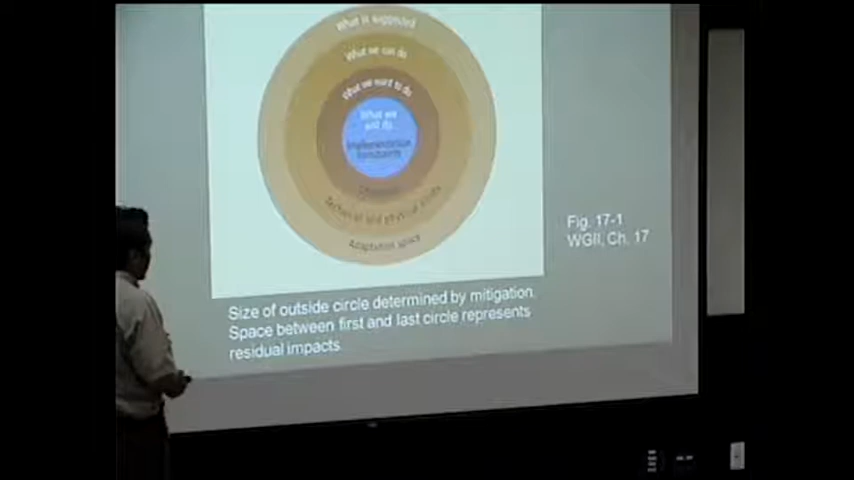 What is suggested
What we can do
What we want to do
What we
will do
Implementation
constraints
Technical and physical limits
Adaptation space
Fig. 17-1
WGII, Ch. 17
Size of outside circle determined by mitigation.
Space between first and last circle represents
residual impacts